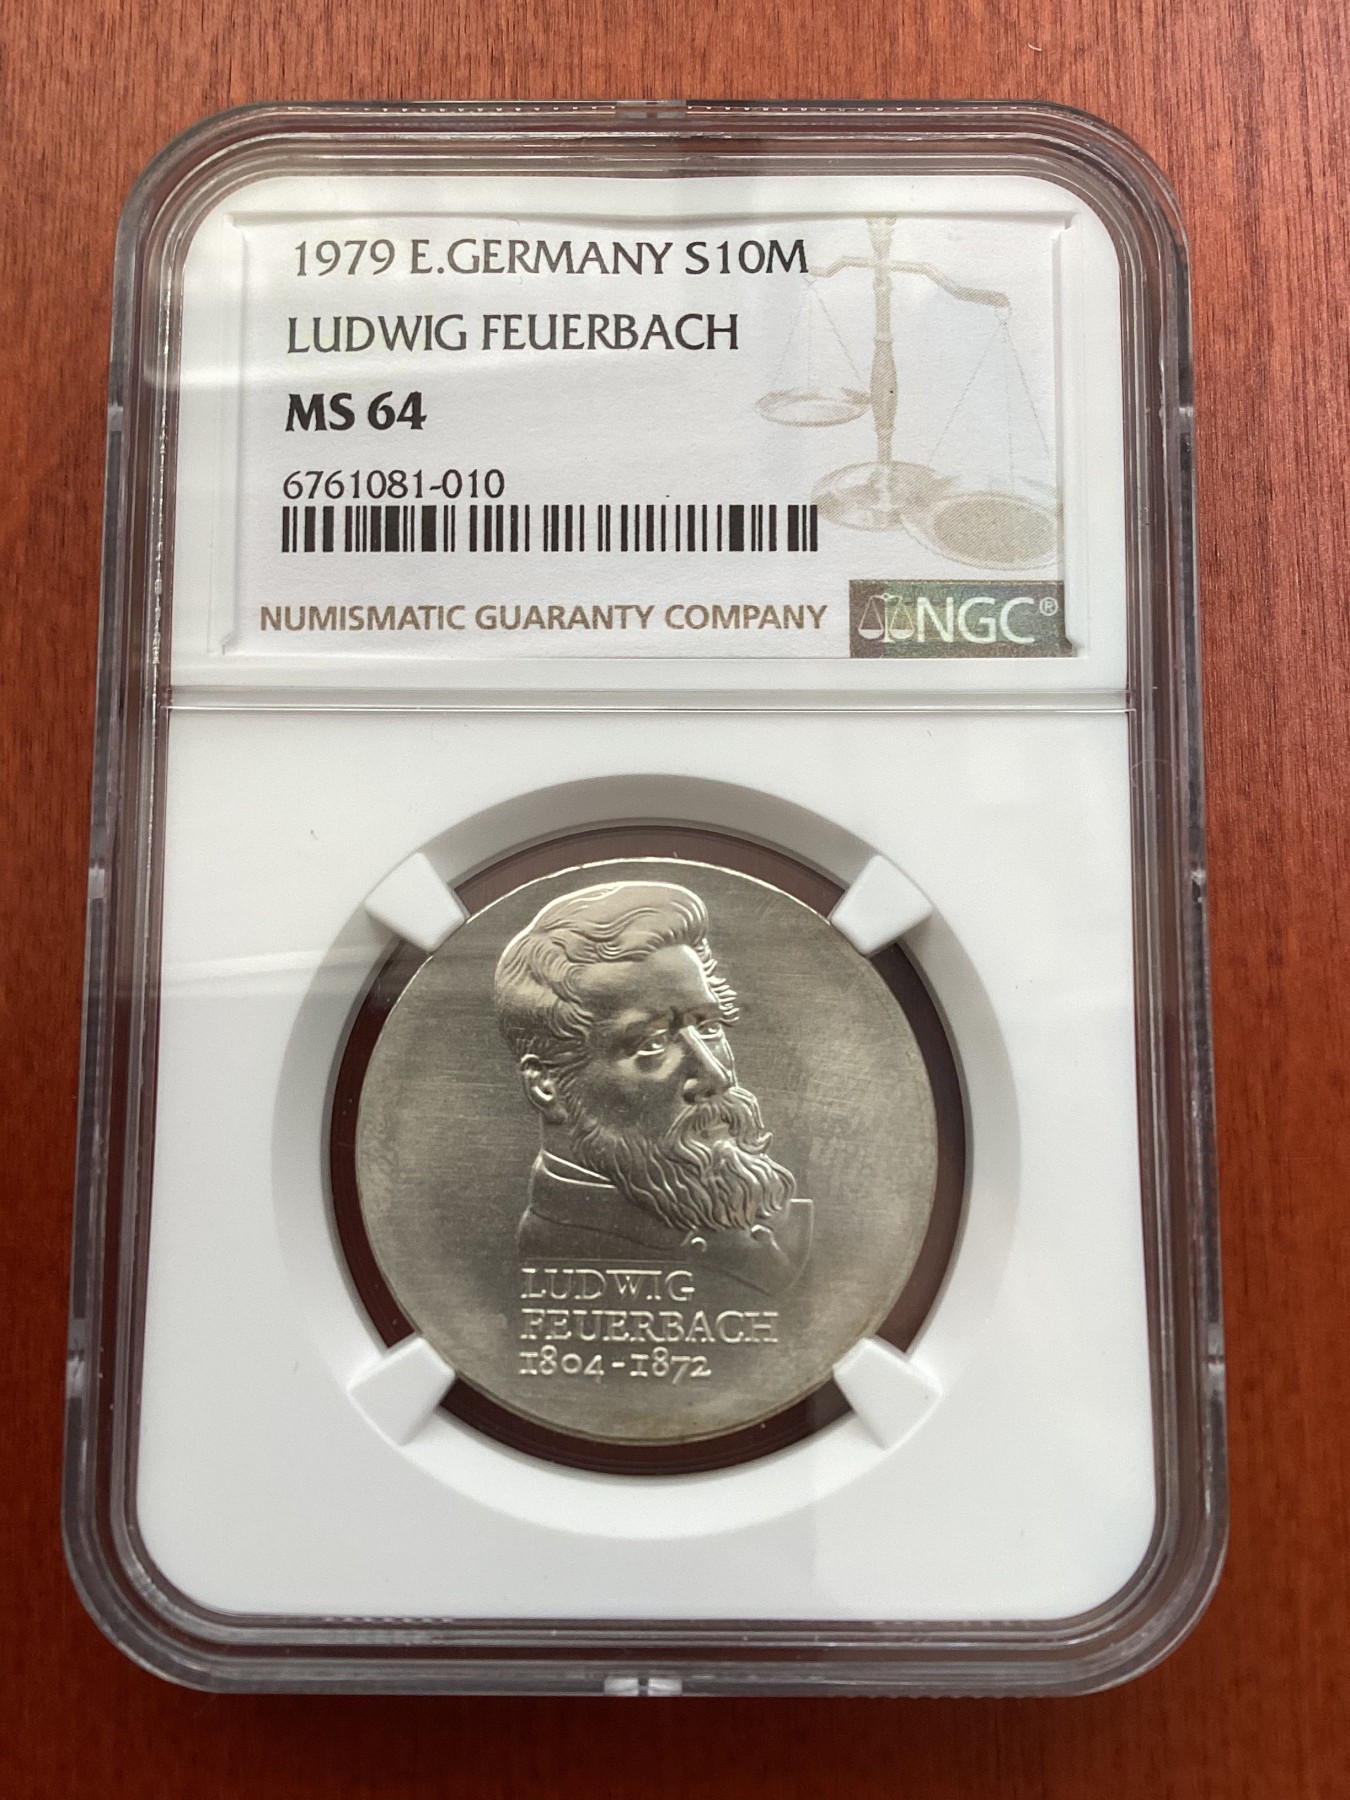 1979 E.GERMANY S10M
LUDWIG FEUERBACH
MS 64
6761081-010
NUMISMATIC GUARANTY COMPANY
NGC®
LUDWIG
FEUERBACH
1804-1872